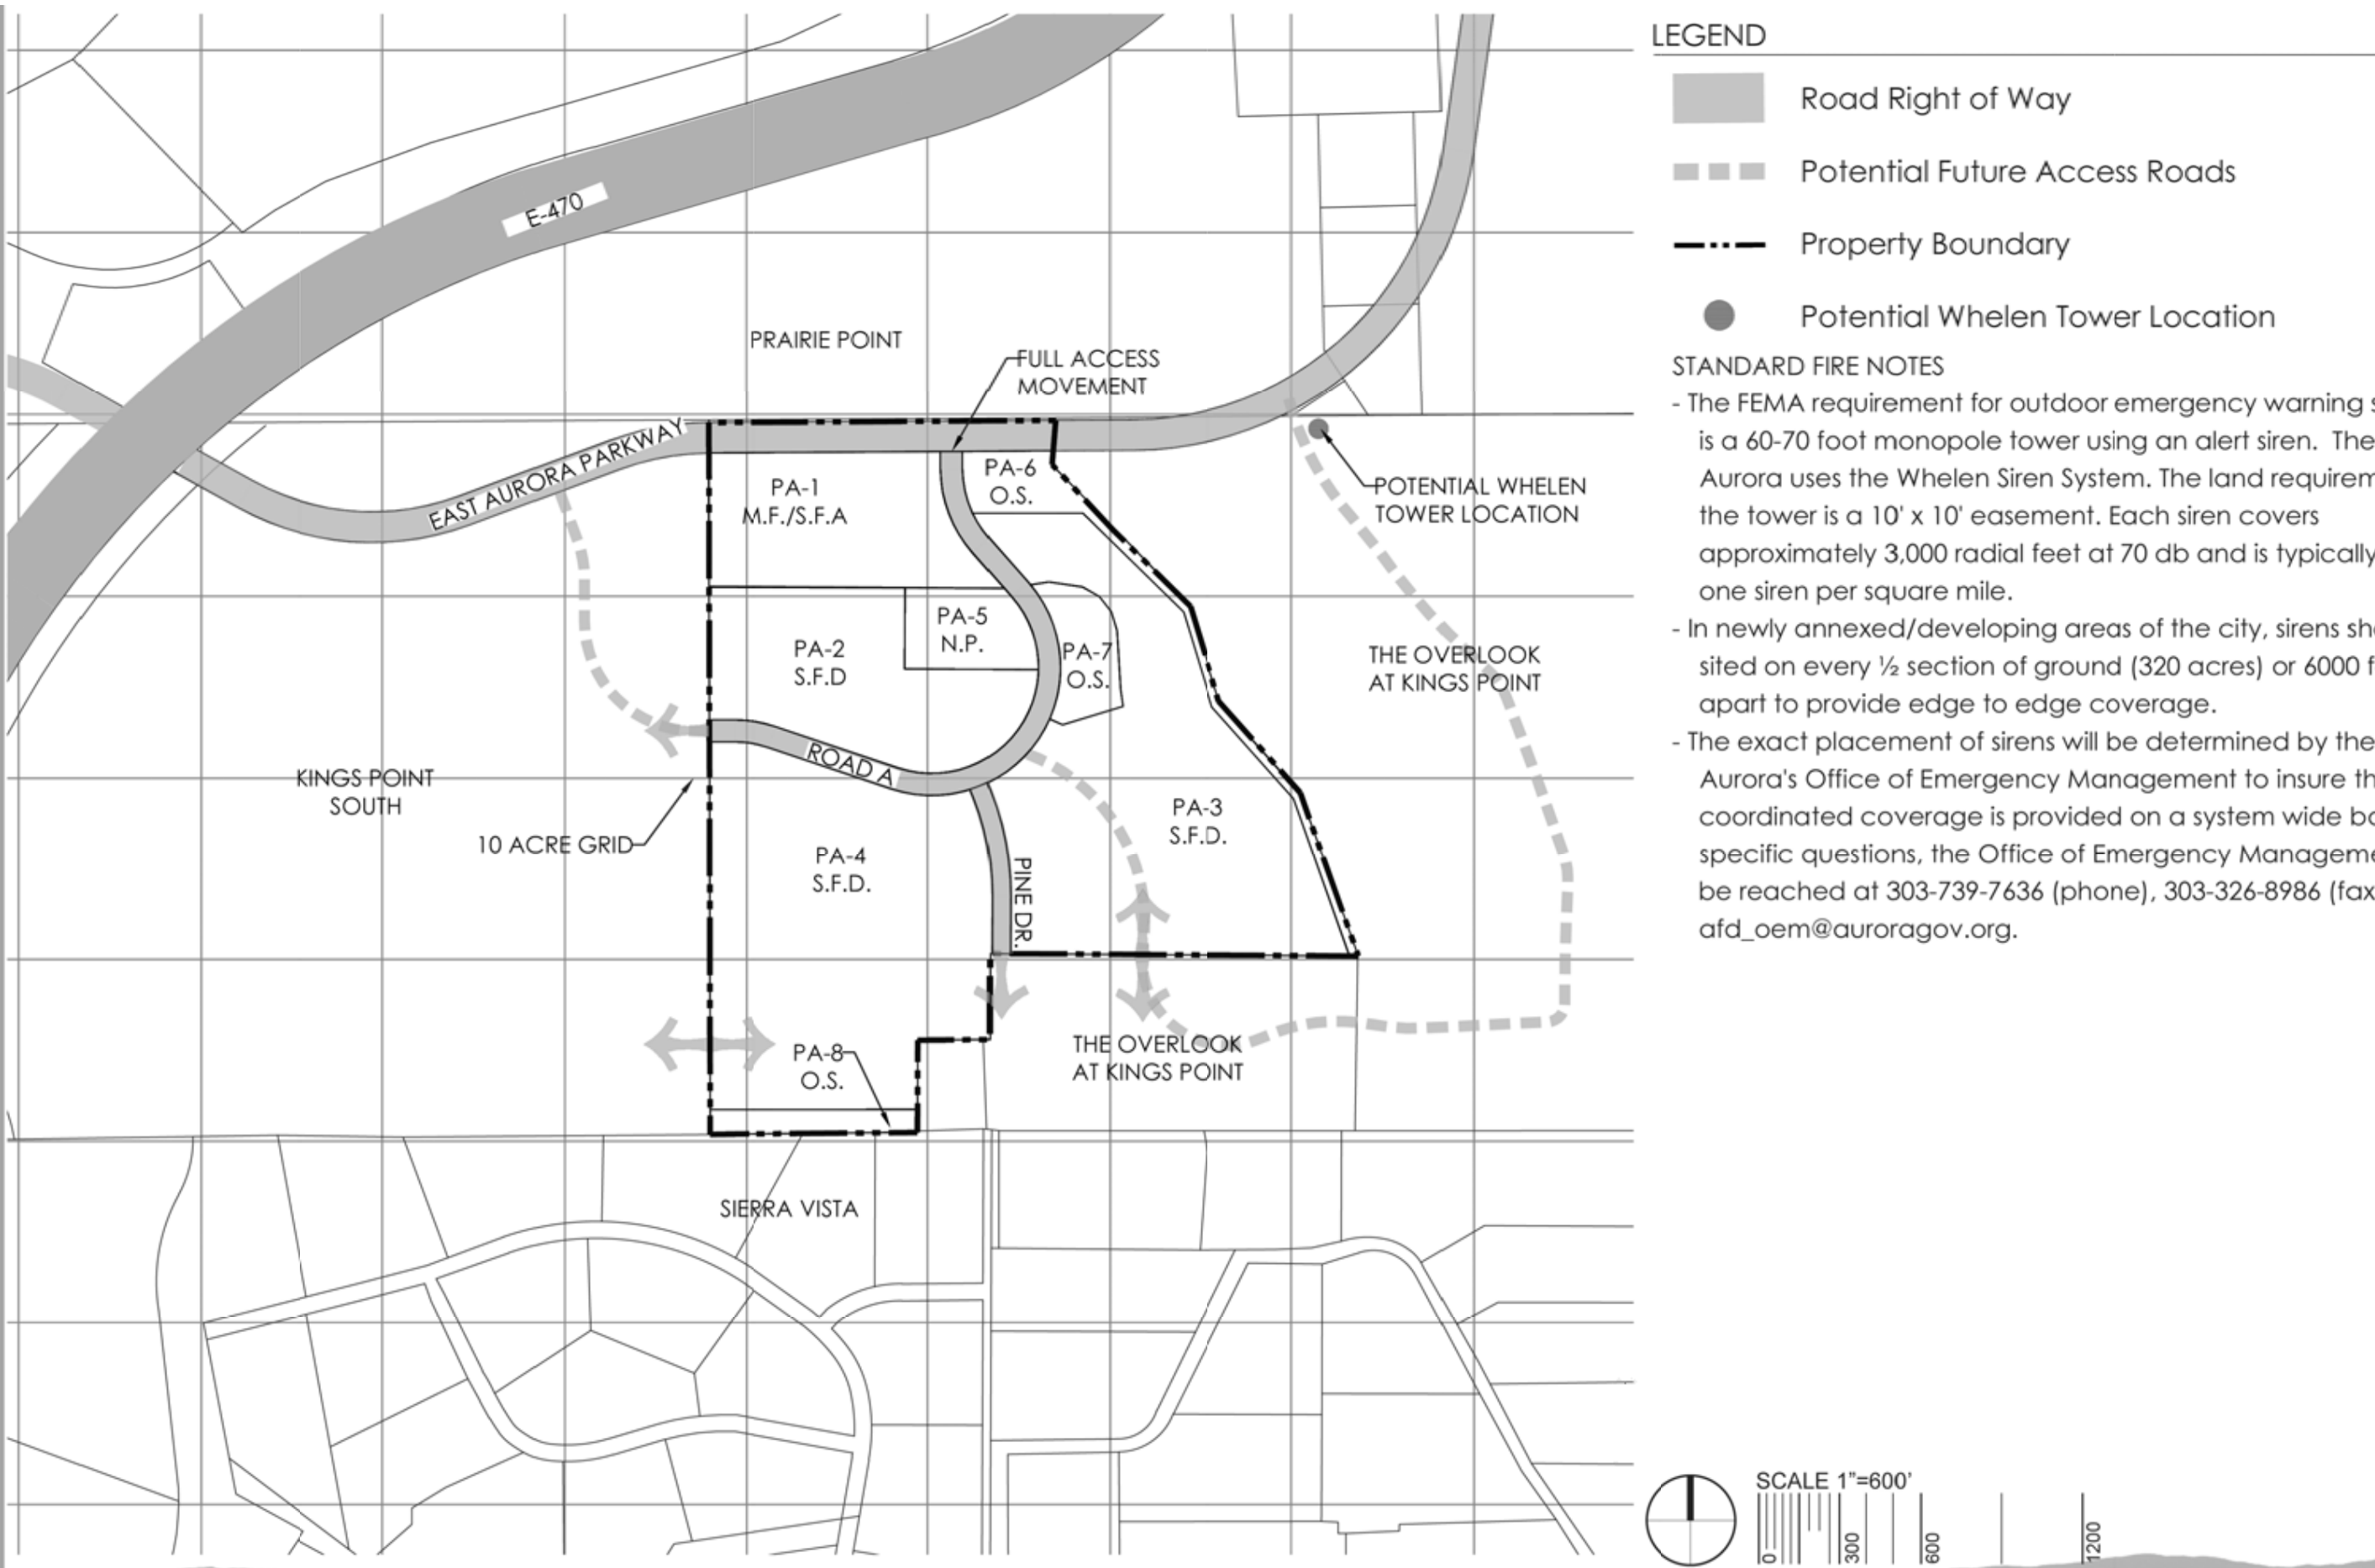 E-470
PRAIRIE POINT
FULL ACCESS
MOVEMENT
EAST AURORA PARKWAY
PA-1
M.F./S.F.A
PA-6
O.S.
POTENTIAL WHELEN
TOWER LOCATION
PA-5
N.P.
PA-2
S.F.D
PA-7
O.S.
THE OVERLOOK
AT KINGS POINT
ROAD A
KINGS POINT
SOUTH
10 ACRE GRID
PA-3
S.F.D.
PA-4
S.F.D.
PINE DR.
PA-8
O.S.
THE OVERLOOK
AT KINGS POINT
SIERRA VISTA
LEGEND
Road Right of Way
Potential Future Access Roads
Property Boundary
Potential Whelen Tower Location
STANDARD FIRE NOTES
- The FEMA requirement for outdoor emergency warning s
is a 60-70 foot monopole tower using an alert siren. The
Aurora uses the Whelen Siren System. The land requirem
the tower is a 10' x 10' easement. Each siren covers
approximately 3,000 radial feet at 70 db and is typically
one siren per square mile.
- In newly annexed/developing areas of the city, sirens sh
sited on every ½ section of ground (320 acres) or 6000 f
apart to provide edge to edge coverage.
- The exact placement of sirens will be determined by the
Aurora's Office of Emergency Management to insure th
coordinated coverage is provided on a system wide ba
specific questions, the Office of Emergency Manageme
be reached at 303-739-7636 (phone), 303-326-8986 (fax
afd_oem@auroragov.org.
SCALE 1"=600'
0 300 600 1200